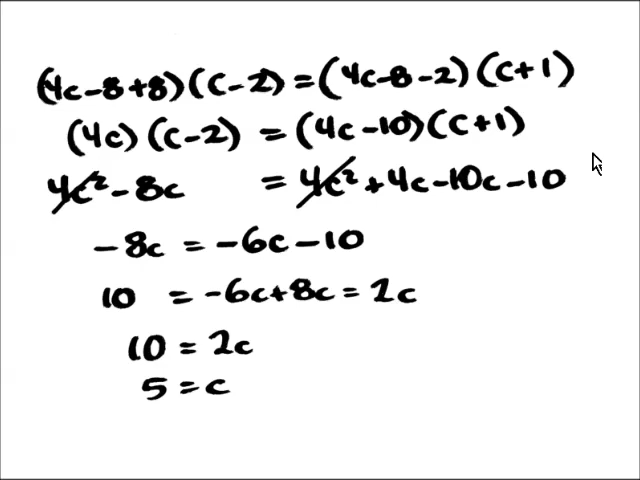 (4c-8+8)(c-2)=(4c-8-2)(c+1)
(4c)(c-2) = (4c-10)(c+1)
4c²-8c = 4c²+4c-10c-10
-8c = -6c-10
10 = -6c+8c=2c
10=2c
5=c